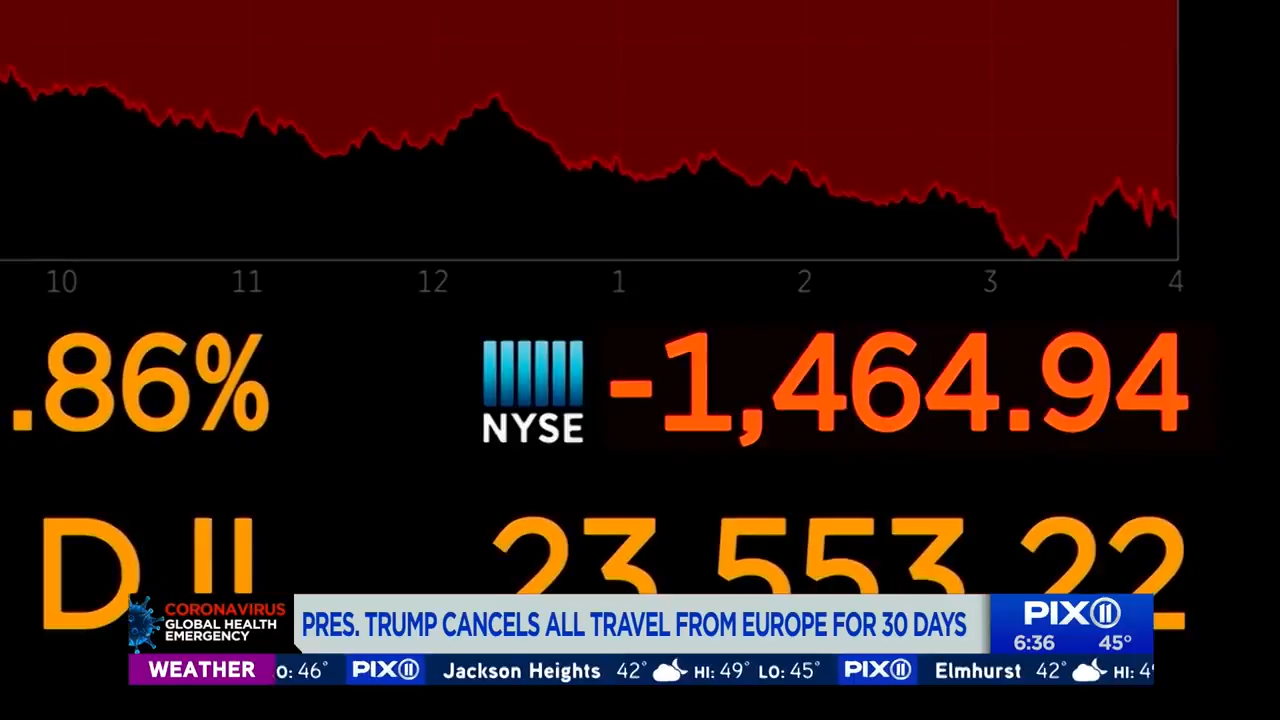 10 11 12 1 2 3 4
.86%
NYSE
-1,464.94
23,553.22
CORONAVIRUS
GLOBAL HEALTH
EMERGENCY
PRES. TRUMP CANCELS ALL TRAVEL FROM EUROPE FOR 30 DAYS
PIX11
6:36 45°
WEATHER
O: 46° PIX11 Jackson Heights 42° HI: 49° LO: 45° PIX11 Elmhurst 42° HI: 4